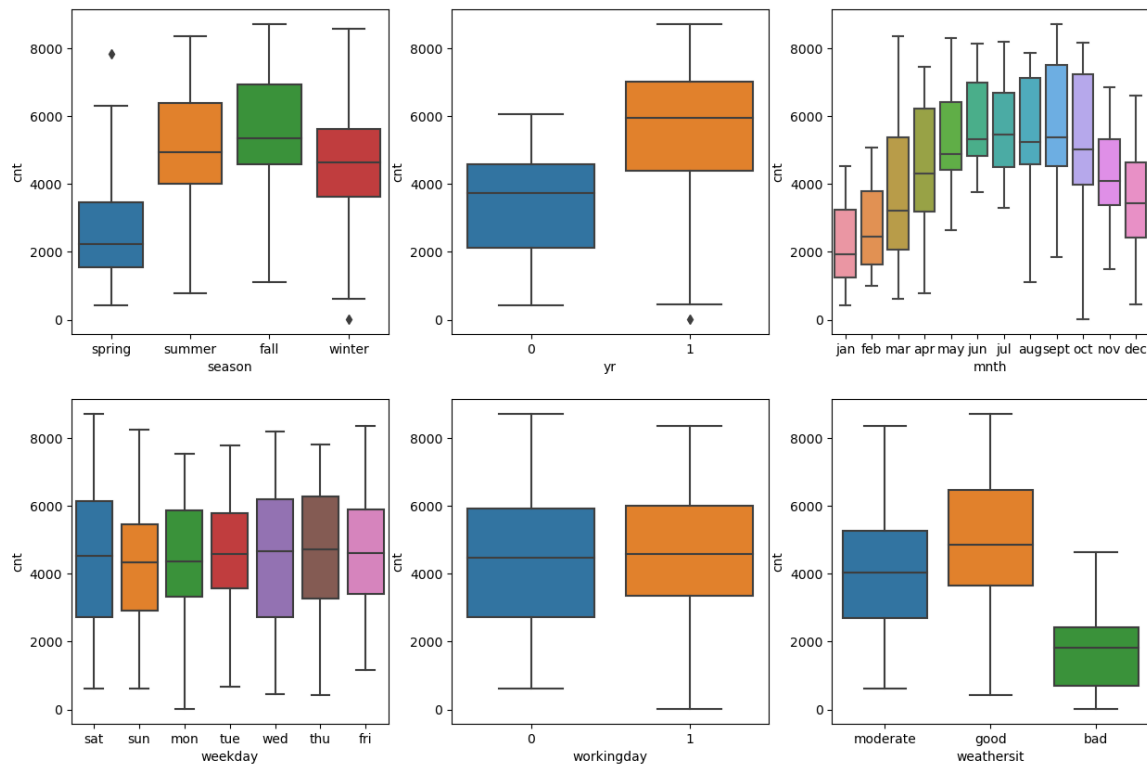 8000
6000
4000
2000
0
cnt
spring summer fall winter
season
8000
6000
4000
2000
0
cnt
0 1
yr
8000
6000
4000
2000
0
cnt
jan feb mar apr may jun jul aug sept oct nov dec
mnth
8000
6000
4000
2000
0
cnt
sat sun mon tue wed thu fri
weekday
8000
6000
4000
2000
0
cnt
0 1
workingday
8000
6000
4000
2000
0
cnt
moderate good bad
weathersit